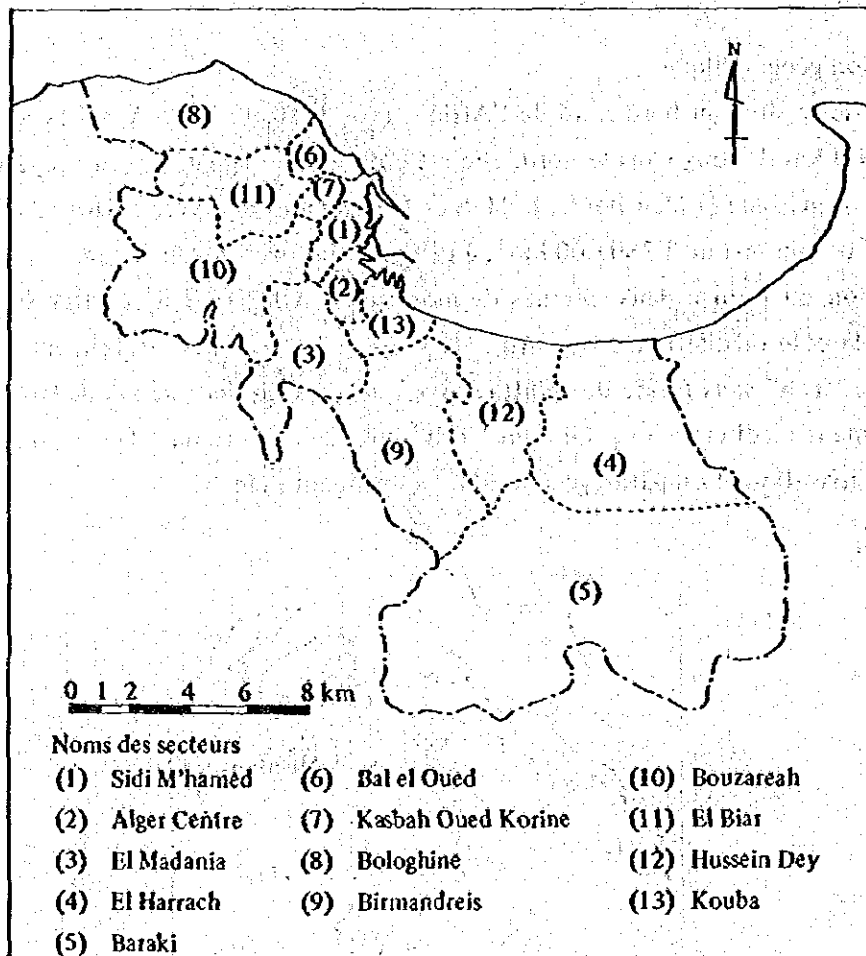 N
(8)
(6)
(7)
(11)
(1)
(10)
(2)
(13)
(3)
(12)
(9)
(4)
(5)
0 1 2 4 6 8 km
Noms des secteurs
(1) Sidi M'hamed (6) Bal el Oued (10) Bouzareah
(2) Alger Centre (7) Kasbah Oued Korine (11) El Biar
(3) El Madania (8) Bologhine (12) Hussein Dey
(4) El Harrach (9) Birmandreis (13) Kouba
(5) Baraki